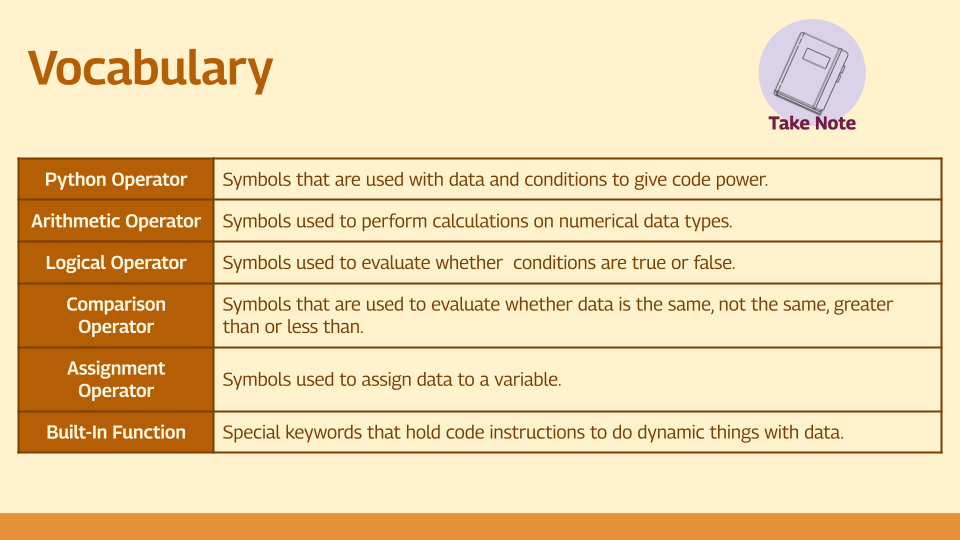 Vocabulary
Take Note
Python Operator
Symbols that are used with data and conditions to give code power.
Arithmetic Operator
Symbols used to perform calculations on numerical data types.
Logical Operator
Symbols used to evaluate whether  conditions are true or false.
Comparison
Operator
Symbols that are used to evaluate whether data is the same, not the same, greater
than or less than.
Assignment
Operator
Symbols used to assign data to a variable.
Built-In Function
Special keywords that hold code instructions to do dynamic things with data.